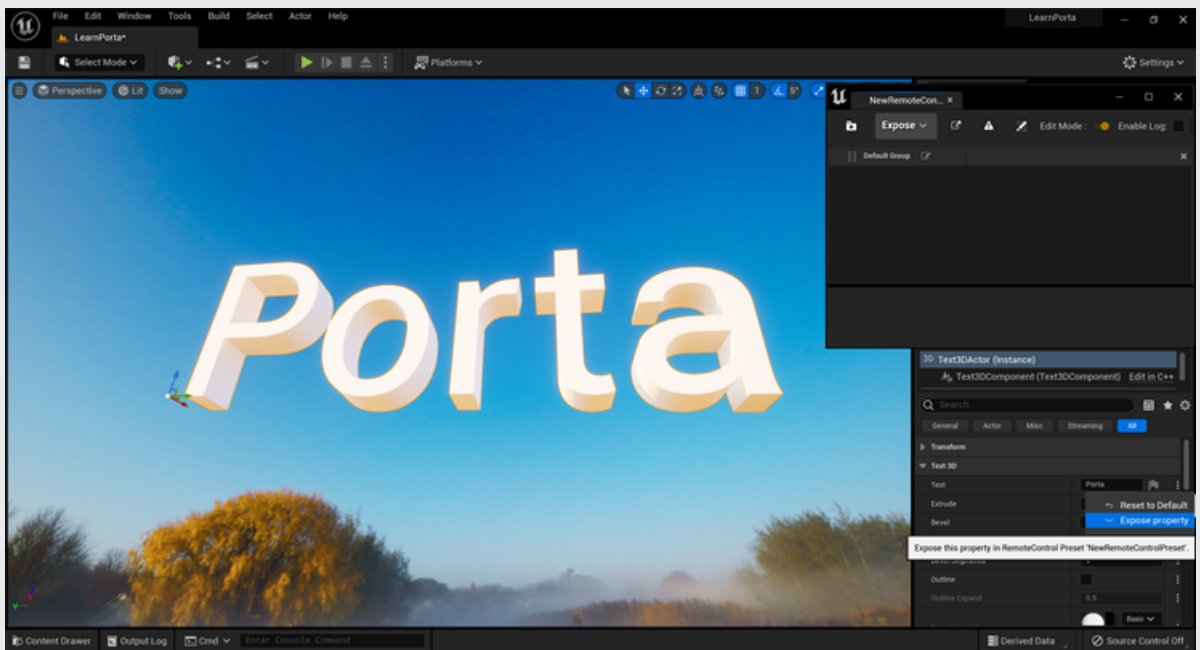 File Edit Window Tools Build Select Actor Help
LearnPorta
LearnPorta*
Select Mode
Platforms
Settings
Perspective Lit Show
1 5°
NewRemoteCon...
Expose
Edit Mode :
Enable Log:
Default Group
Porta
Text3DActor (Instance)
Text3DComponent (Text3DComponent) Edit in C++
Search
General Actor Misc Streaming All
Transform
Text 3D
Text Porta
Extrude
Reset to Default
Bevel
Expose property
Expose this property in RemoteControl Preset 'NewRemoteControlPreset'.
Bevel Segments
Outline
Outline Expand 0.5
Basic
Content Drawer Output Log Cmd Enter Console Command Derived Data Source Control Off